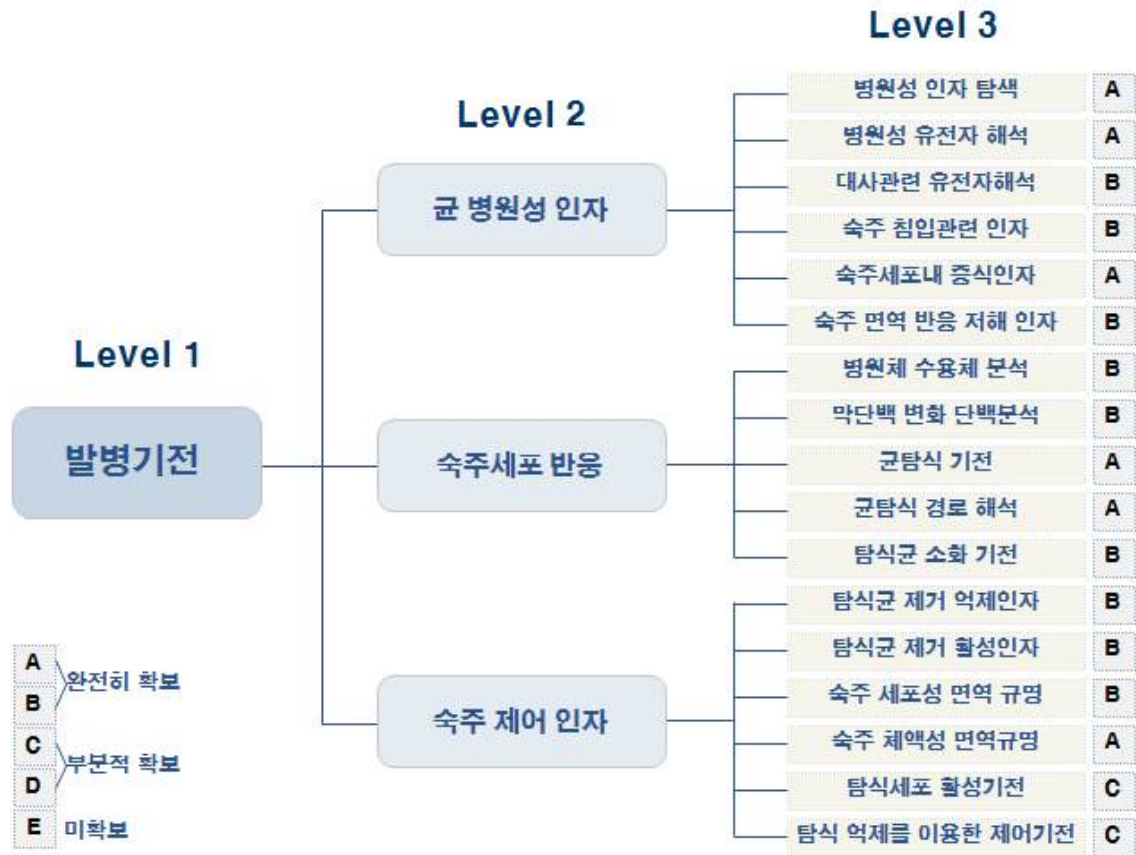 Level 3
병원성 인자 탐색 A
Level 2
병원성 유전자 해석 A
대사관련 유전자해석 B
균 병원성 인자
숙주 침입관련 인자 B
숙주세포내 증식인자 A
숙주 면역 반응 저해 인자 B
Level 1
병원체 수용체 분석 B
막단백 변화 단백분석 B
발병기전
숙주세포 반응
균탐식 기전 A
균탐식 경로 해석 A
탐식균 소화 기전 B
탐식균 제거 억제인자 B
탐식균 제거 활성인자 B
숙주 세포성 면역 규명 B
숙주 제어 인자
숙주 체액성 면역규명 A
탐식세포 활성기전 C
탐식 억제를 이용한 제어기전 C
A
완전히 확보
B
C
부분적 확보
D
E 미확보